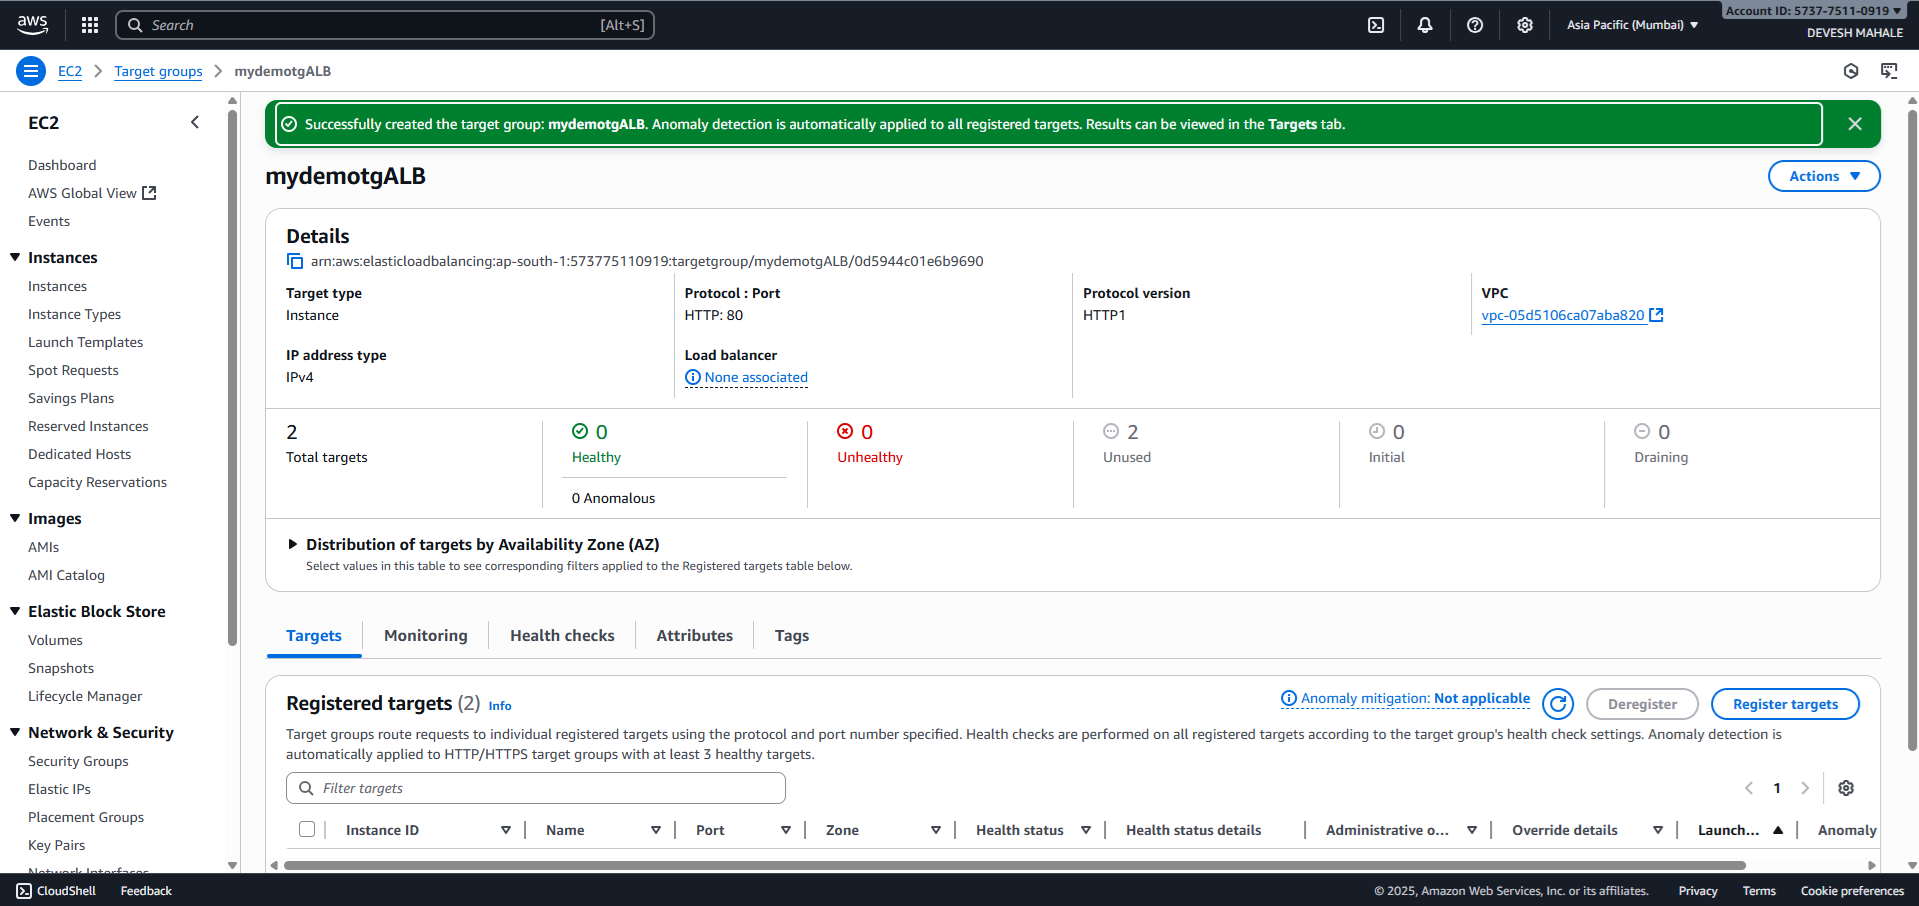 aws
Search
[Alt+S]
Asia Pacific (Mumbai)
Account ID: 5737-7511-0919
DEVESH MAHALE
EC2
Target groups
mydemotgALB
EC2
Dashboard
AWS Global View
Events
Instances
Instances
Instance Types
Launch Templates
Spot Requests
Savings Plans
Reserved Instances
Dedicated Hosts
Capacity Reservations
Images
AMIs
AMI Catalog
Elastic Block Store
Volumes
Snapshots
Lifecycle Manager
Network & Security
Security Groups
Elastic IPs
Placement Groups
Key Pairs
Network Interfaces
Successfully created the target group: mydemotgALB. Anomaly detection is automatically applied to all registered targets. Results can be viewed in the Targets tab.
mydemotgALB
Actions
Details
arn:aws:elasticloadbalancing:ap-south-1:573775110919:targetgroup/mydemotgALB/0d5944c01e6b9690
Target type
Instance
Protocol : Port
HTTP: 80
Protocol version
HTTP1
VPC
vpc-05d5106ca07aba820
IP address type
IPv4
Load balancer
None associated
2
Total targets
0
Healthy
0 Anomalous
0
Unhealthy
2
Unused
0
Initial
0
Draining
Distribution of targets by Availability Zone (AZ)
Select values in this table to see corresponding filters applied to the Registered targets table below.
Targets
Monitoring
Health checks
Attributes
Tags
Registered targets (2) Info
Anomaly mitigation: Not applicable
Deregister
Register targets
Target groups route requests to individual registered targets using the protocol and port number specified. Health checks are performed on all registered targets according to the target group's health check settings. Anomaly detection is
automatically applied to HTTP/HTTPS target groups with at least 3 healthy targets.
Filter targets
1
Instance ID
Name
Port
Zone
Health status
Health status details
Administrative o...
Override details
Launch...
Anomaly
CloudShell
Feedback
© 2025, Amazon Web Services, Inc. or its affiliates.
Privacy
Terms
Cookie preferences